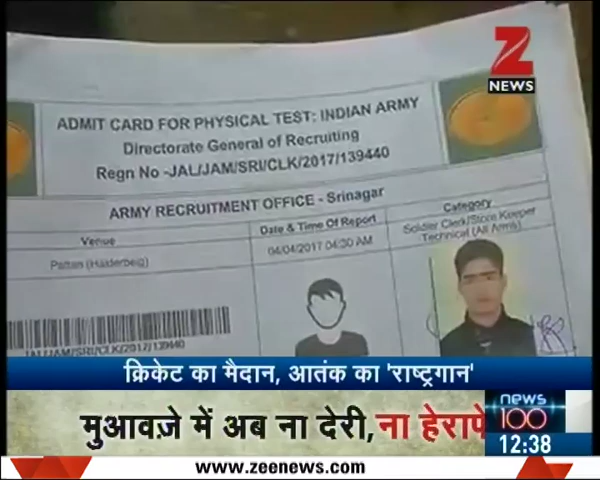 NEWS
ADMIT CARD FOR PHYSICAL TEST: INDIAN ARMY
Directorate General of Recruiting
Regn No -JAL/JAM/SRI/CLK/2017/139440
ARMY RECRUITMENT OFFICE - Srinagar
Venue
Date & Time Of Report
Category
Pattan (Haiderbeig)
04/04/2017 04:30 AM
Soldier Clerk/Store Keeper
Technical (All Arms)
JAL/JAM/SRI/CLK/2017/139440
क्रिकेट का मैदान, आतंक का 'राष्ट्रगान'
मुआवज़े में अब ना देरी, ना हेराफे
news
100
12:38
www.zeenews.com